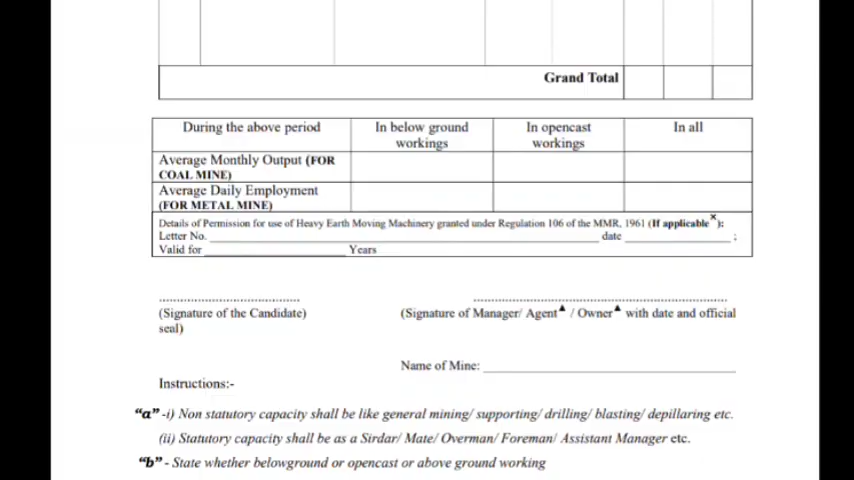 Grand Total
During the above period
In below ground
workings
In opencast
workings
In all
Average Monthly Output (FOR
COAL MINE)
Average Daily Employment
(FOR METAL MINE)
Details of Permission for use of Heavy Earth Moving Machinery granted under Regulation 106 of the MMR, 1961 (If applicable×):
Letter No. ________________ date ________________ ;
Valid for ________________ Years
(Signature of the Candidate) (Signature of Manager/ Agent▲ / Owner▲ with date and official
seal)
Name of Mine: ________________
Instructions:-
“a” -i) Non statutory capacity shall be like general mining/ supporting/ drilling/ blasting/ depillaring etc.
(ii) Statutory capacity shall be as a Sirdar/ Mate/ Overman/ Foreman/ Assistant Manager etc.
“b” - State whether belowground or opencast or above ground working